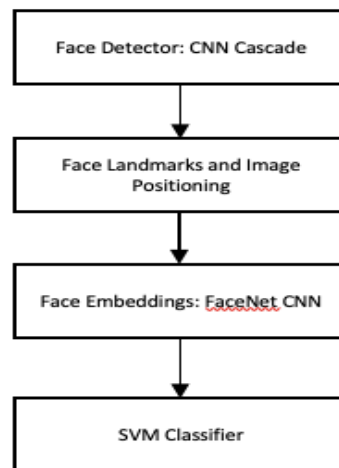 Face Detector: CNN Cascade
Face Landmarks and Image
Positioning
Face Embeddings: FaceNet CNN
SVM Classifier